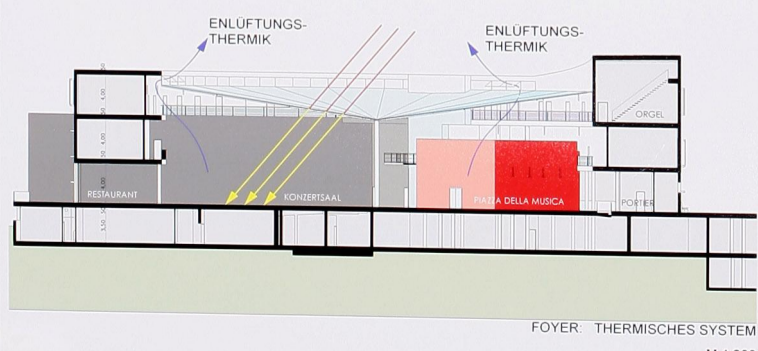 ENLÜFTUNGS-
THERMIK
ENLÜFTUNGS-
THERMIK
ORGEL
RESTAURANT
KONZERTSAAL
PIAZZA DELLA MUSICA
PORTIER
FOYER: THERMISCHES SYSTEM